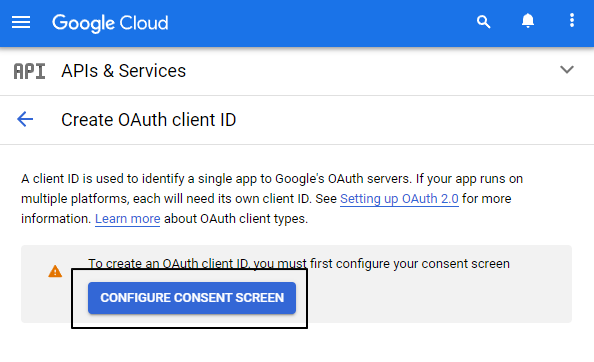 Google Cloud
API APIs & Services
Create OAuth client ID
A client ID is used to identify a single app to Google's OAuth servers. If your app runs on
multiple platforms, each will need its own client ID. See Setting up OAuth 2.0 for more
information. Learn more about OAuth client types.
To create an OAuth client ID, you must first configure your consent screen
CONFIGURE CONSENT SCREEN